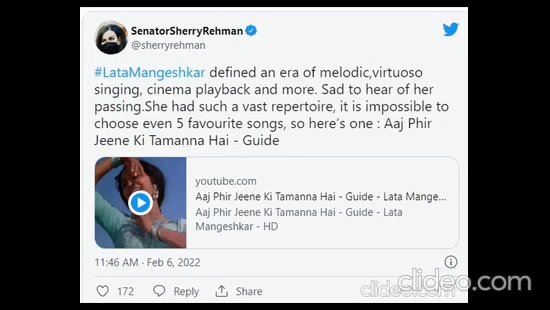 SenatorSherryRehman
@sherryrehman
#LataMangeshkar defined an era of melodic,virtuoso
singing, cinema playback and more. Sad to hear of her
passing.She had such a vast repertoire, it is impossible to
choose even 5 favourite songs, so here's one : Aaj Phir
Jeene Ki Tamanna Hai - Guide
youtube.com
Aaj Phir Jeene Ki Tamanna Hai - Guide - Lata Mange...
Aaj Phir Jeene Ki Tamanna Hai - Guide - Lata
Mangeshkar - HD
11:46 AM · Feb 6, 2022
172 Reply Share
clideo.com
clideo.com